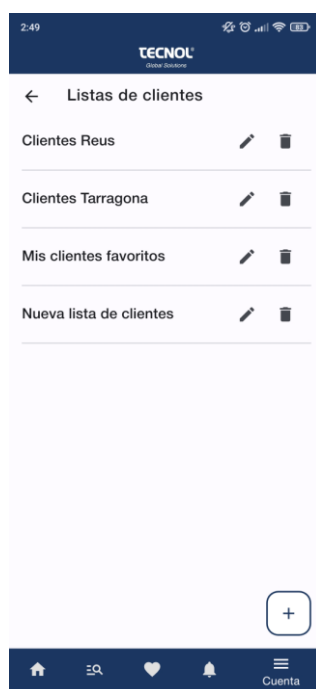 2:49
83
TECNOL
Global Solutions
Listas de clientes
Clientes Reus
Clientes Tarragona
Mis clientes favoritos
Nueva lista de clientes
+
Cuenta